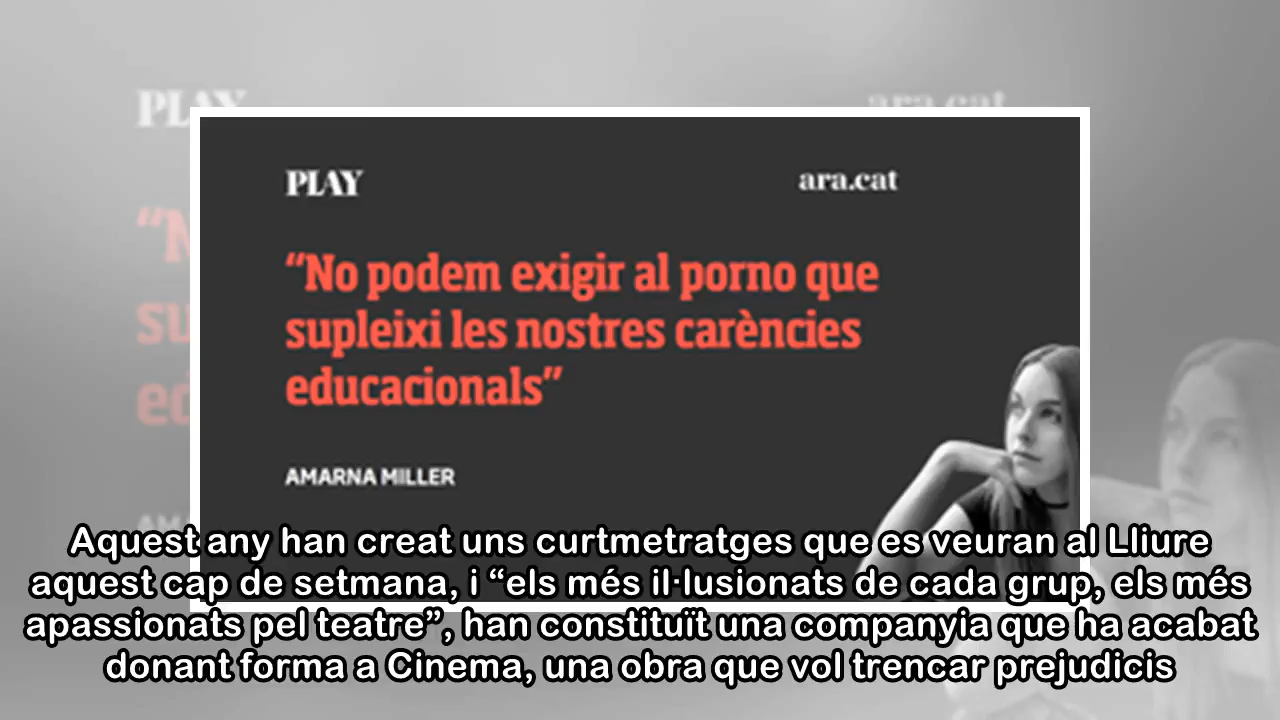 PLAY
ara.cat
“No podem exigir al porno que
supleixi les nostres carències
educacionals”
AMARNA MILLER
Aquest any han creat uns curtmetratges que es veuran al Lliure
aquest cap de setmana, i “els més il·lusionats de cada grup, els més
apassionats pel teatre”, han constituït una companyia que ha acabat
donant forma a Cinema, una obra que vol trencar prejudicis